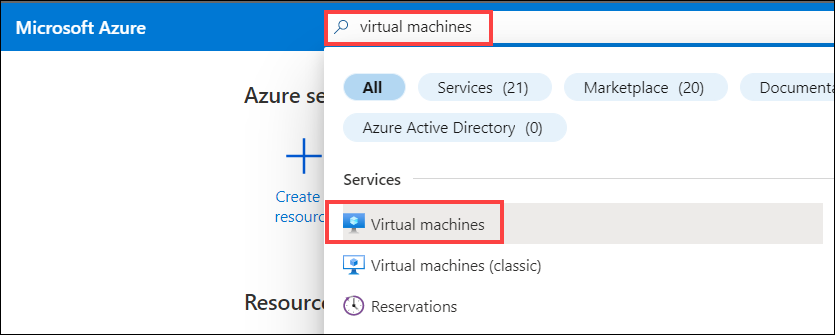 Microsoft Azure
virtual machines
All
Services (21)
Marketplace (20)
Documenta
Azure Active Directory (0)
Azure se
Create
resourc
Services
Virtual machines
Virtual machines (classic)
Reservations
Resource